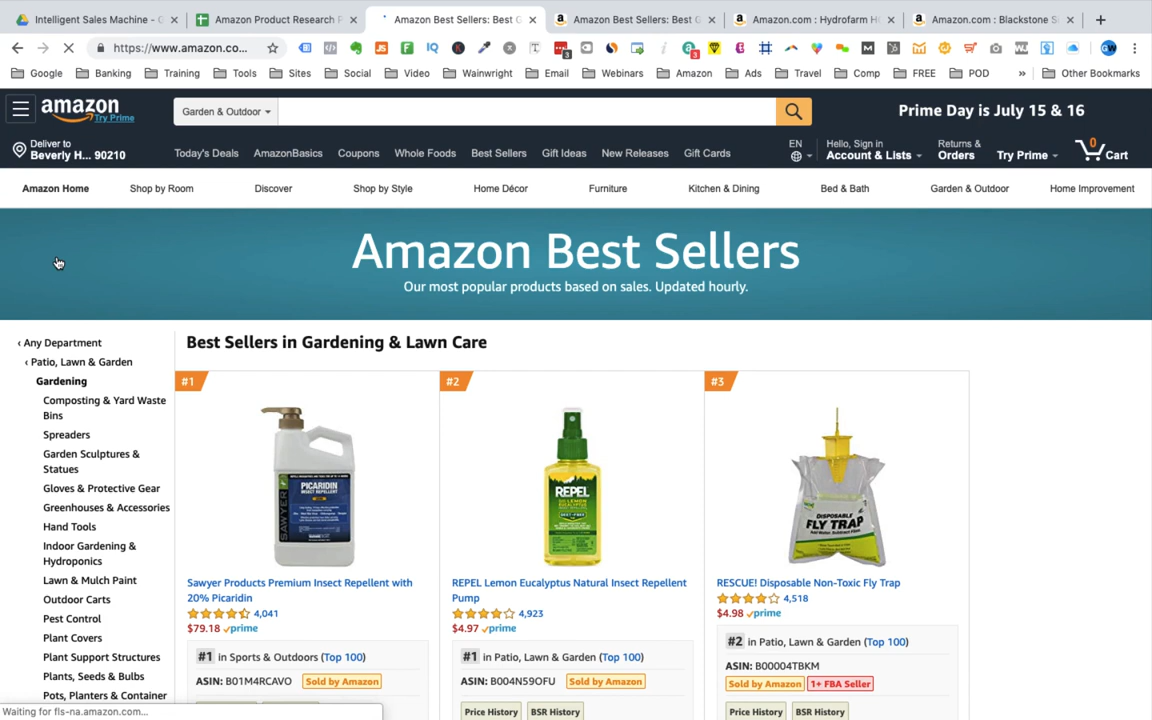 Intelligent Sales Machine - G
Amazon Product Research P
Amazon Best Sellers: Best G
Amazon Best Sellers: Best G
Amazon.com : Hydrofarm H
Amazon.com : Blackstone S
https://www.amazon.co...
Google Banking Training Tools Sites Social Video Wainwright Email Webinars Amazon Ads Travel Comp FREE POD » Other Bookmarks
amazon
Try Prime
Garden & Outdoor
Prime Day is July 15 & 16
Deliver to
Beverly H... 90210
Today's Deals AmazonBasics Coupons Whole Foods Best Sellers Gift Ideas New Releases Gift Cards
EN
Hello, Sign in
Account & Lists
Returns &
Orders
Try Prime
0
Cart
Amazon Home Shop by Room Discover Shop by Style Home Décor Furniture Kitchen & Dining Bed & Bath Garden & Outdoor Home Improvement
Amazon Best Sellers
Our most popular products based on sales. Updated hourly.
‹ Any Department
‹ Patio, Lawn & Garden
Gardening
Composting & Yard Waste
Bins
Spreaders
Garden Sculptures &
Statues
Gloves & Protective Gear
Greenhouses & Accessories
Hand Tools
Indoor Gardening &
Hydroponics
Lawn & Mulch Paint
Outdoor Carts
Pest Control
Plant Covers
Plant Support Structures
Plants, Seeds & Bulbs
Pots, Planters & Container
Best Sellers in Gardening & Lawn Care
#1
SAWYER
PICARIDIN
INSECT REPELLENT
Sawyer Products Premium Insect Repellent with
20% Picaridin
4,041
$79.18 prime
#1 in Sports & Outdoors (Top 100)
ASIN: B01M4RCAVO Sold by Amazon
#2
REPEL
LEMON
EUCALYPTUS
INSECT REPELLENT
DEET-FREE
REPEL Lemon Eucalyptus Natural Insect Repellent
Pump
4,923
$4.97 prime
#1 in Patio, Lawn & Garden (Top 100)
ASIN: B004N59OFU Sold by Amazon
Price History BSR History
#3
DISPOSABLE
FLY TRAP
RESCUE! Disposable Non-Toxic Fly Trap
4,518
$4.98 prime
#2 in Patio, Lawn & Garden (Top 100)
ASIN: B00004TBKM
Sold by Amazon 1+ FBA Seller
Price History BSR History
Waiting for fls-na.amazon.com...